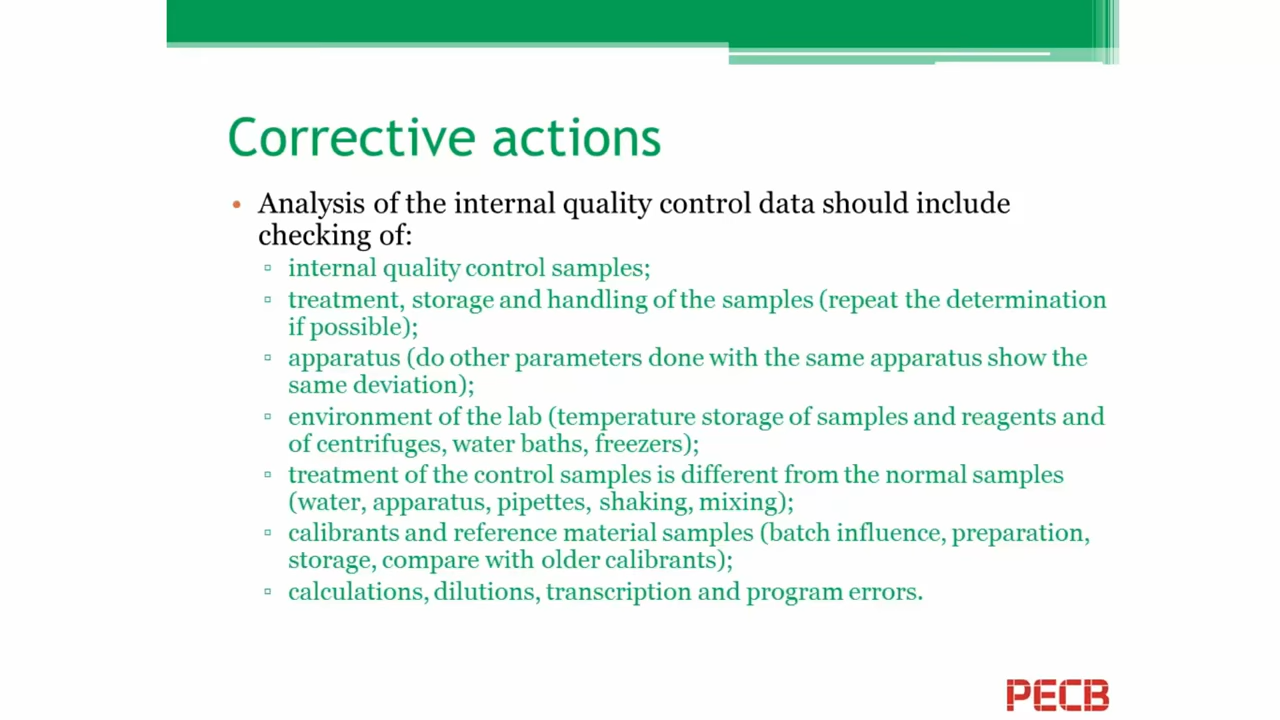 Corrective actions
• Analysis of the internal quality control data should include
checking of:
▫ internal quality control samples;
▫ treatment, storage and handling of the samples (repeat the determination
if possible);
▫ apparatus (do other parameters done with the same apparatus show the
same deviation);
▫ environment of the lab (temperature storage of samples and reagents and
of centrifuges, water baths, freezers);
▫ treatment of the control samples is different from the normal samples
(water, apparatus, pipettes, shaking, mixing);
▫ calibrants and reference material samples (batch influence, preparation,
storage, compare with older calibrants);
▫ calculations, dilutions, transcription and program errors.
PECB